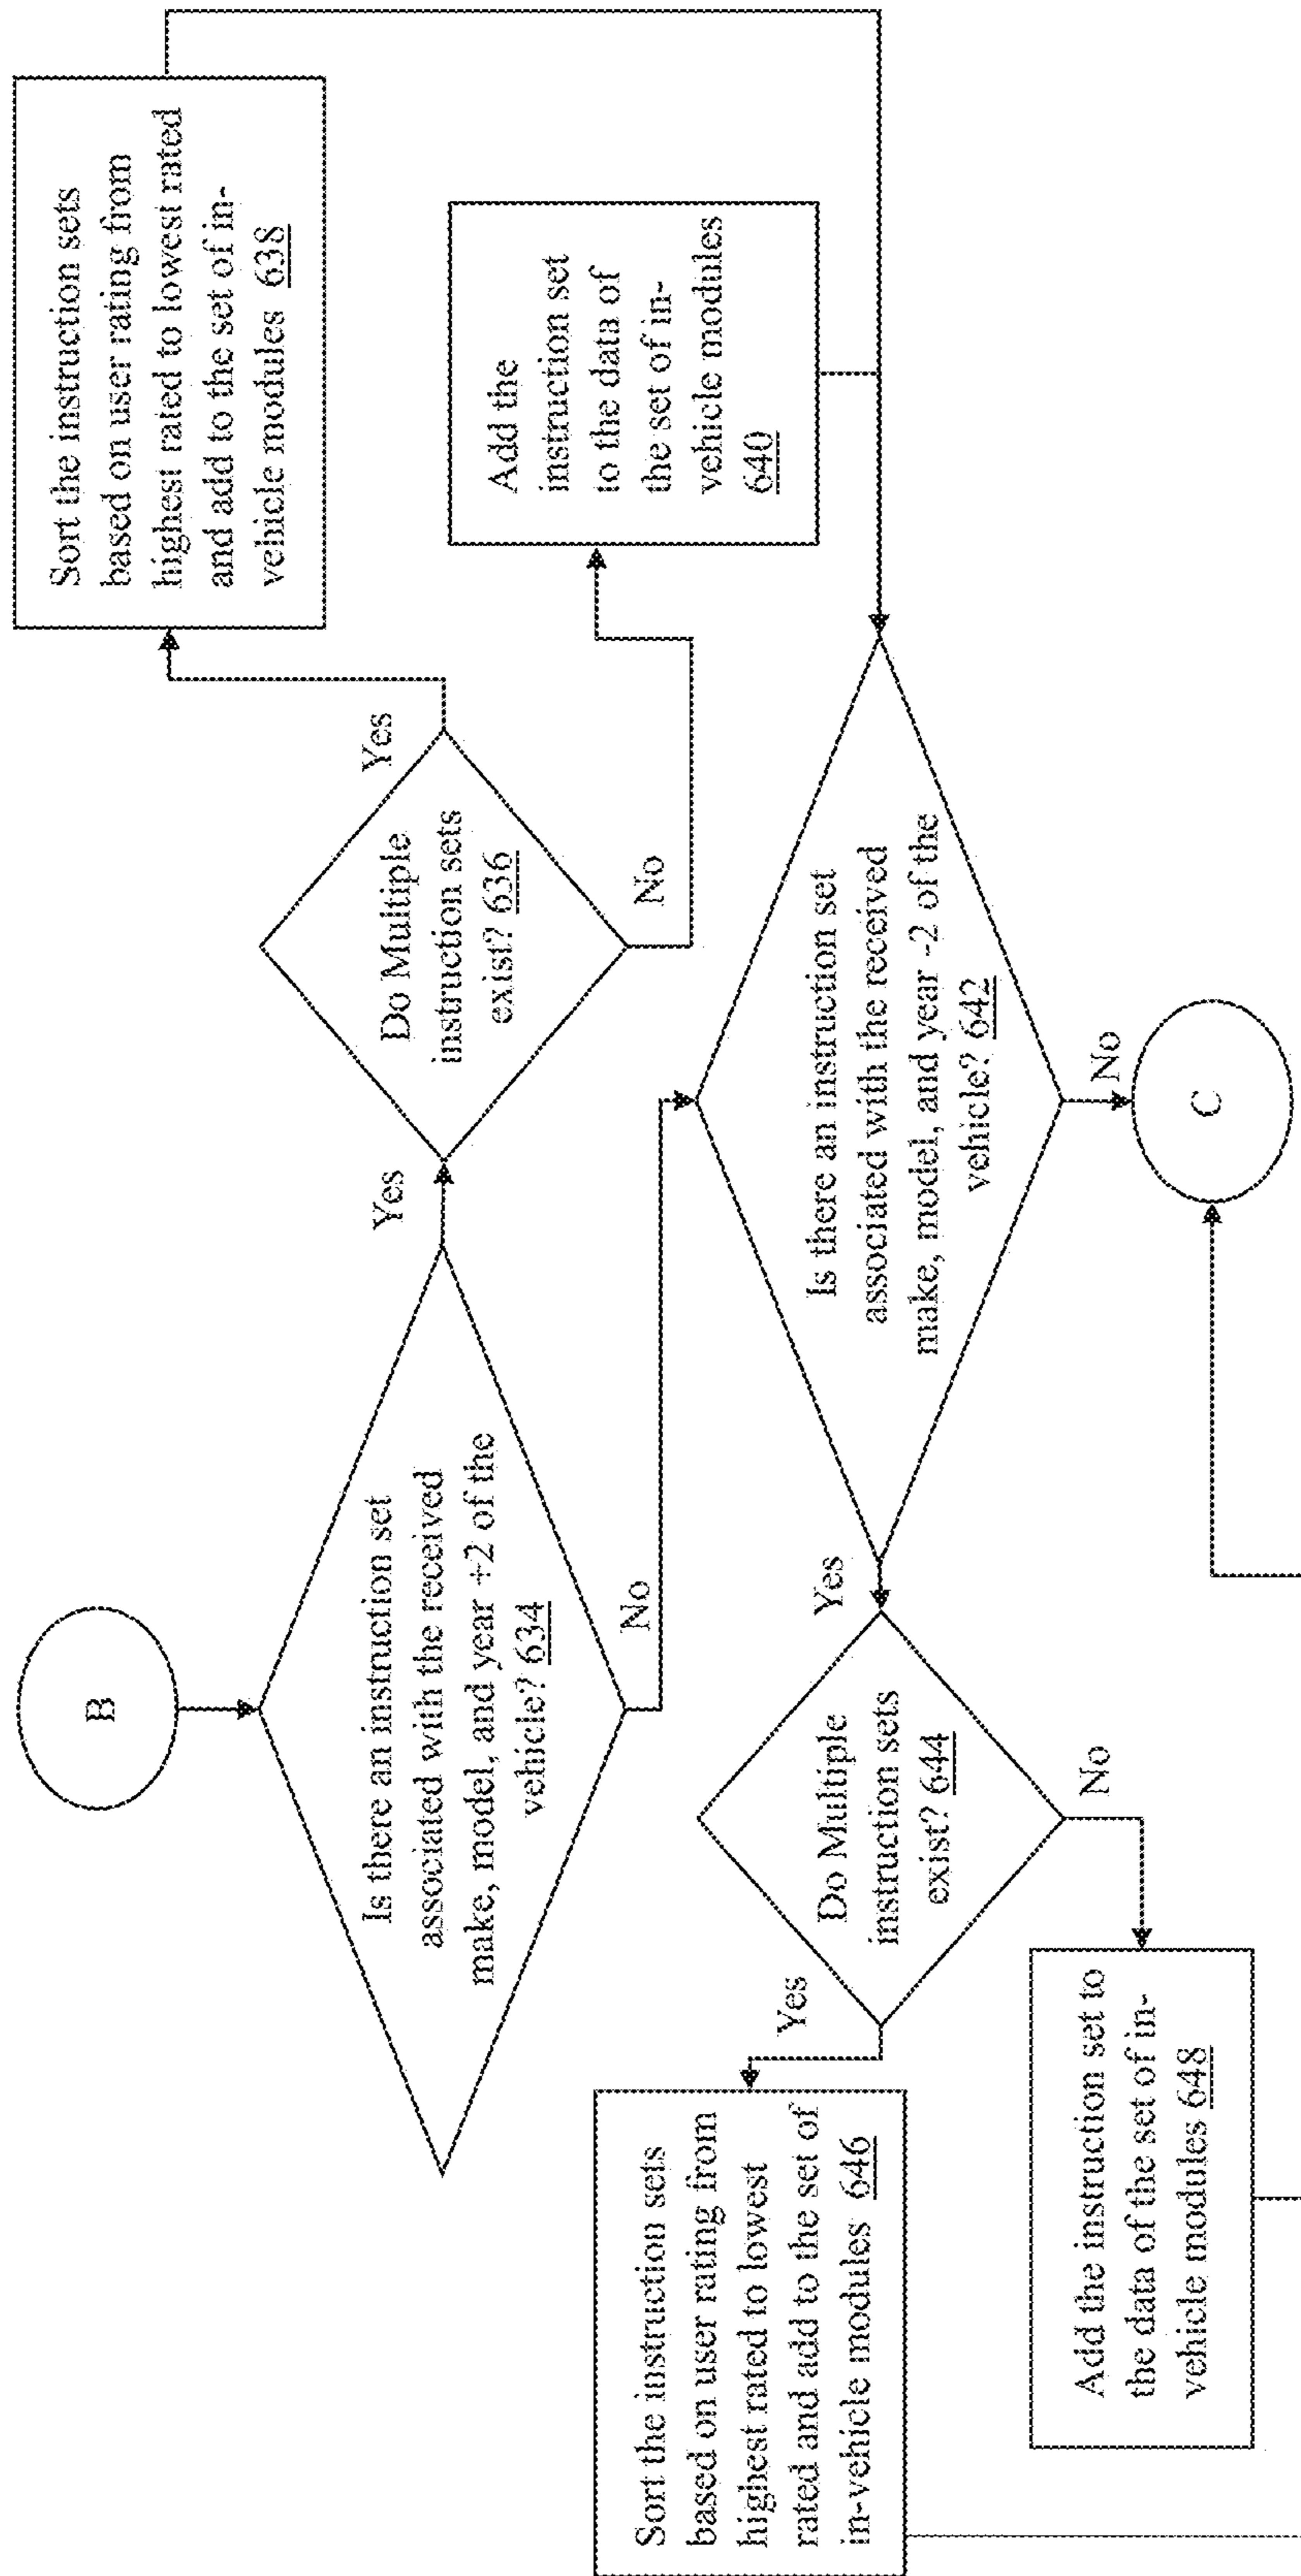 B
Is there an instruction set
associated with the received
make, model, and year +2 of the
vehicle? 634
Yes
No
Do Multiple
instruction sets
exist? 636
Yes
No
Sort the instruction sets
based on user rating from
highest rated to lowest rated
and add to the set of in-
vehicle modules 638
Add the
instruction set
to the data of
the set of in-
vehicle modules
640
Is there an instruction set
associated with the received
make, model, and year -2 of the
vehicle? 642
Yes
No
Do Multiple
instruction sets
exist? 644
Yes
No
Sort the instruction sets
based on user rating from
highest rated to lowest
rated and add to the set of
in-vehicle modules 646
Add the instruction set to
the data of the set of in-
vehicle modules 648
C